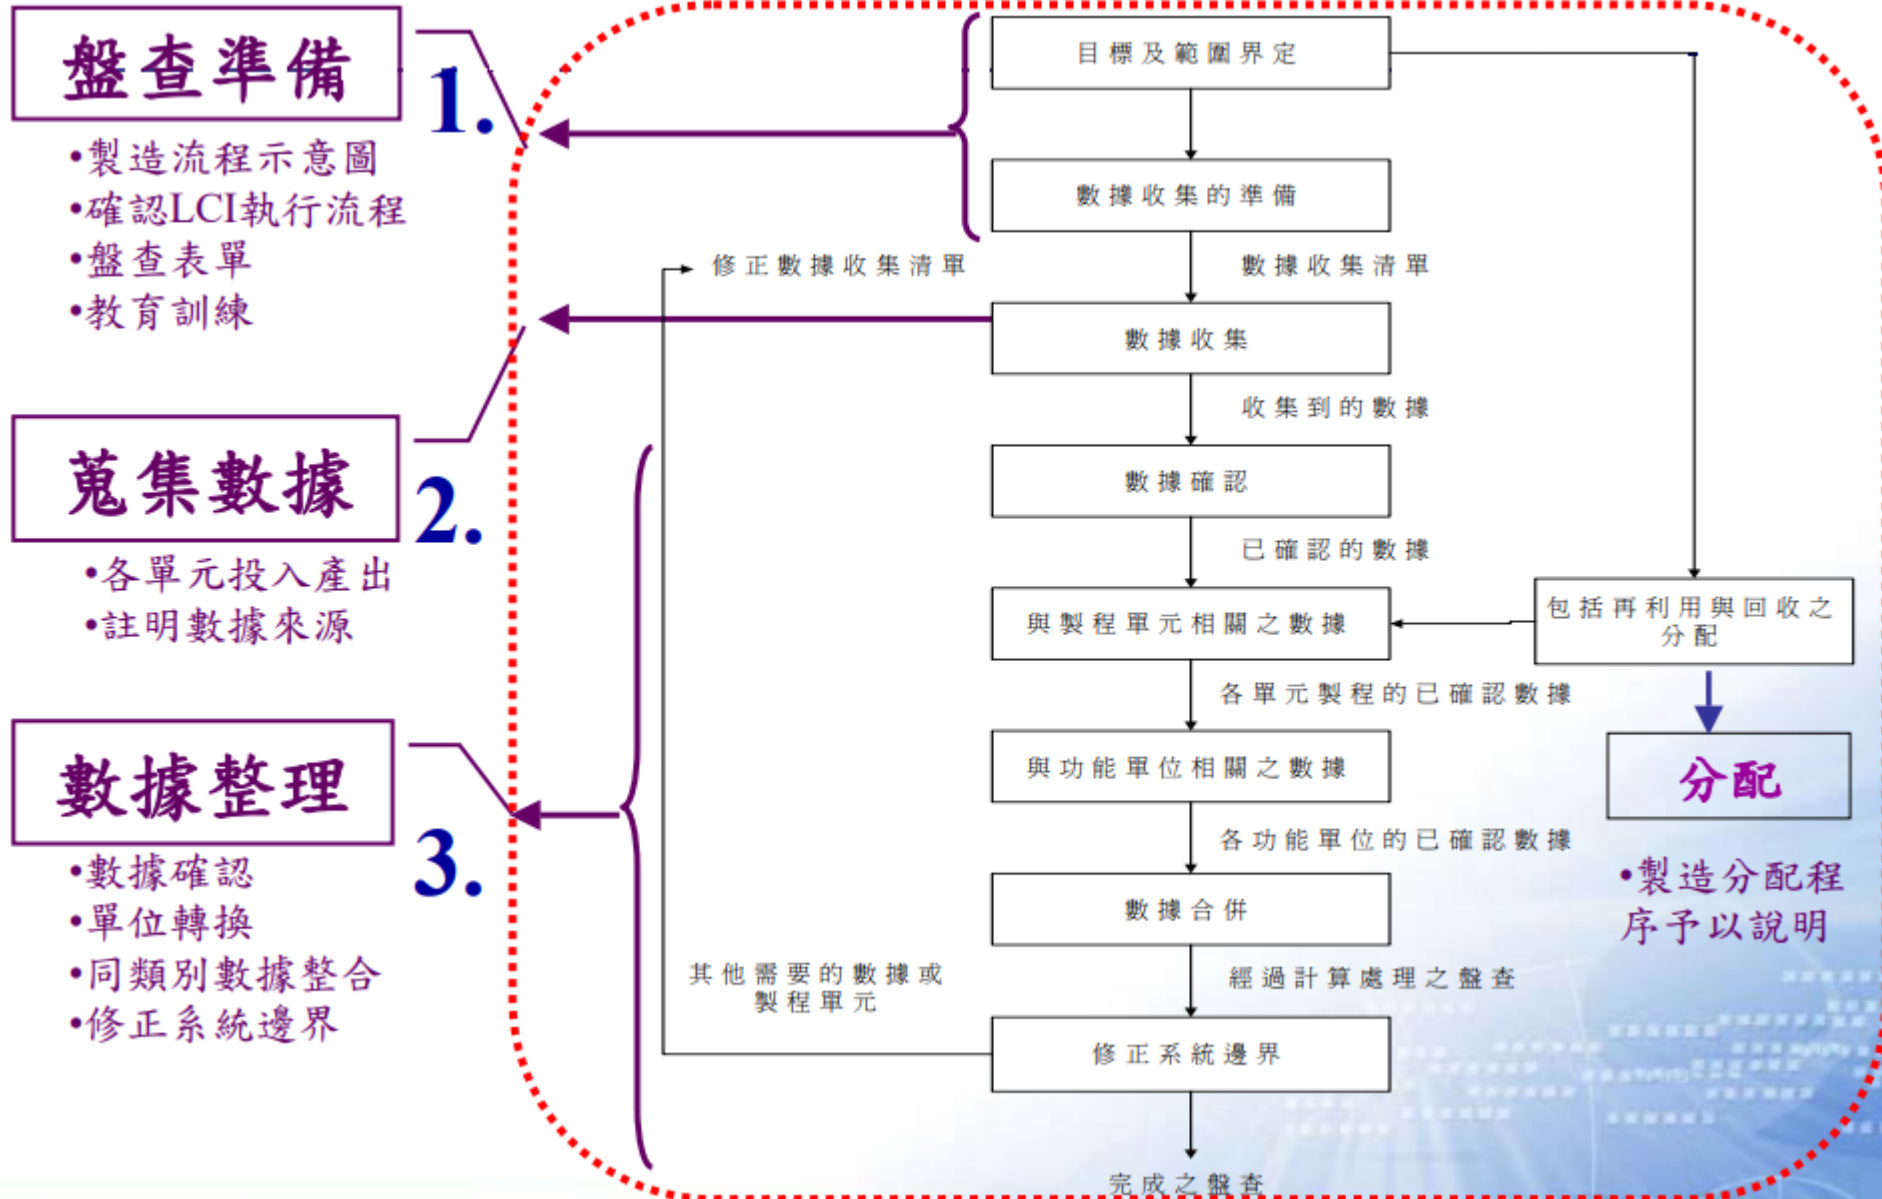 盤查準備
1.
•製造流程示意圖
•確認LCI執行流程
•盤查表單
•教育訓練
蒐集數據
2.
•各單元投入產出
•註明數據來源
數據整理
3.
•數據確認
•單位轉換
•同類別數據整合
•修正系統邊界
目標及範圍界定
數據收集的準備
修正數據收集清單
數據收集清單
數據收集
收集到的數據
數據確認
已確認的數據
與製程單元相關之數據
包括再利用與回收之
分配
各單元製程的已確認數據
與功能單位相關之數據
分配
各功能單位的已確認數據
•製造分配程
序予以說明
數據合併
其他需要的數據或
製程單元
經過計算處理之盤查
修正系統邊界
完成之盤查